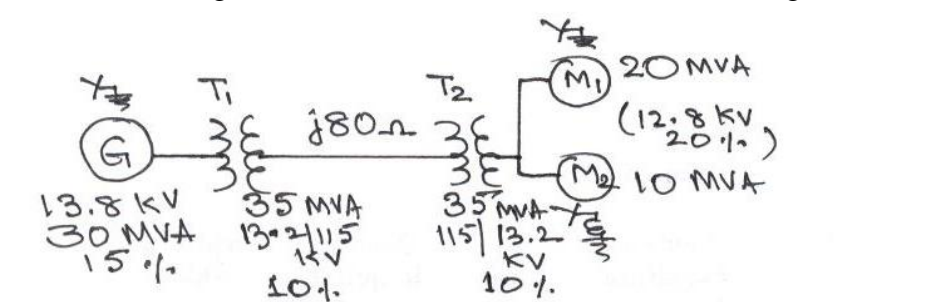 G
13.8 KV
30 MVA
15 %
T1
35 MVA
13.2/115
KV
10%
j80Ω
T2
35 MVA
115/13.2
KV
10%
Y
Y
M1
20 MVA
(12.8 KV
20%)
M2
10 MVA
Y